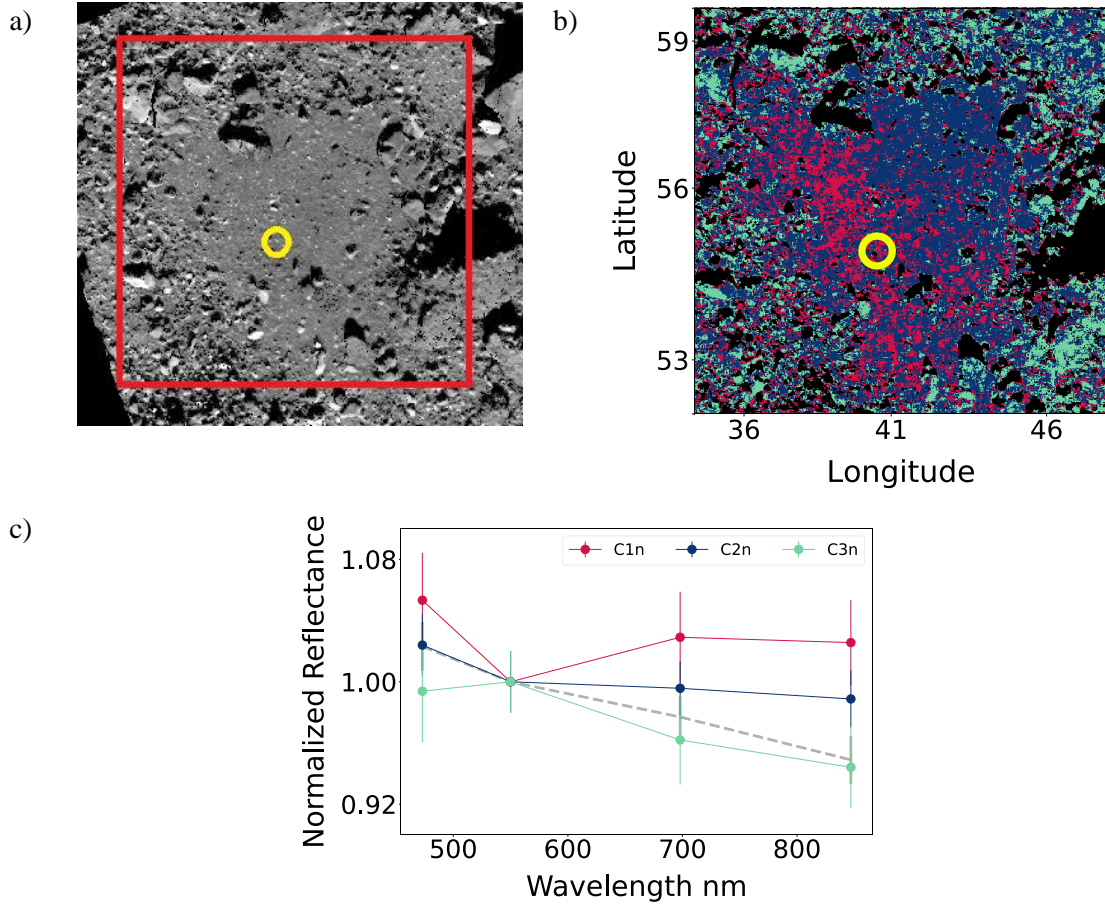 a)
b)
59
56
53
Latitude
36 41 46
Longitude
c)
C1n C2n C3n
1.08
1.00
0.92
Normalized Reflectance
500 600 700 800
Wavelength nm